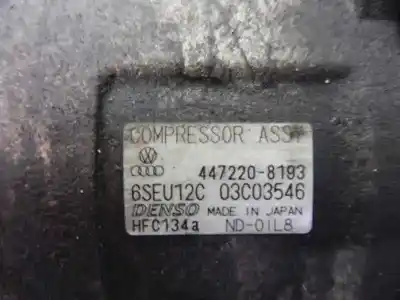 COMPRESSOR ASSY
447220-8193
6SEU12C 03C03546
DENSO MADE IN JAPAN
HFC134a ND-OIL8